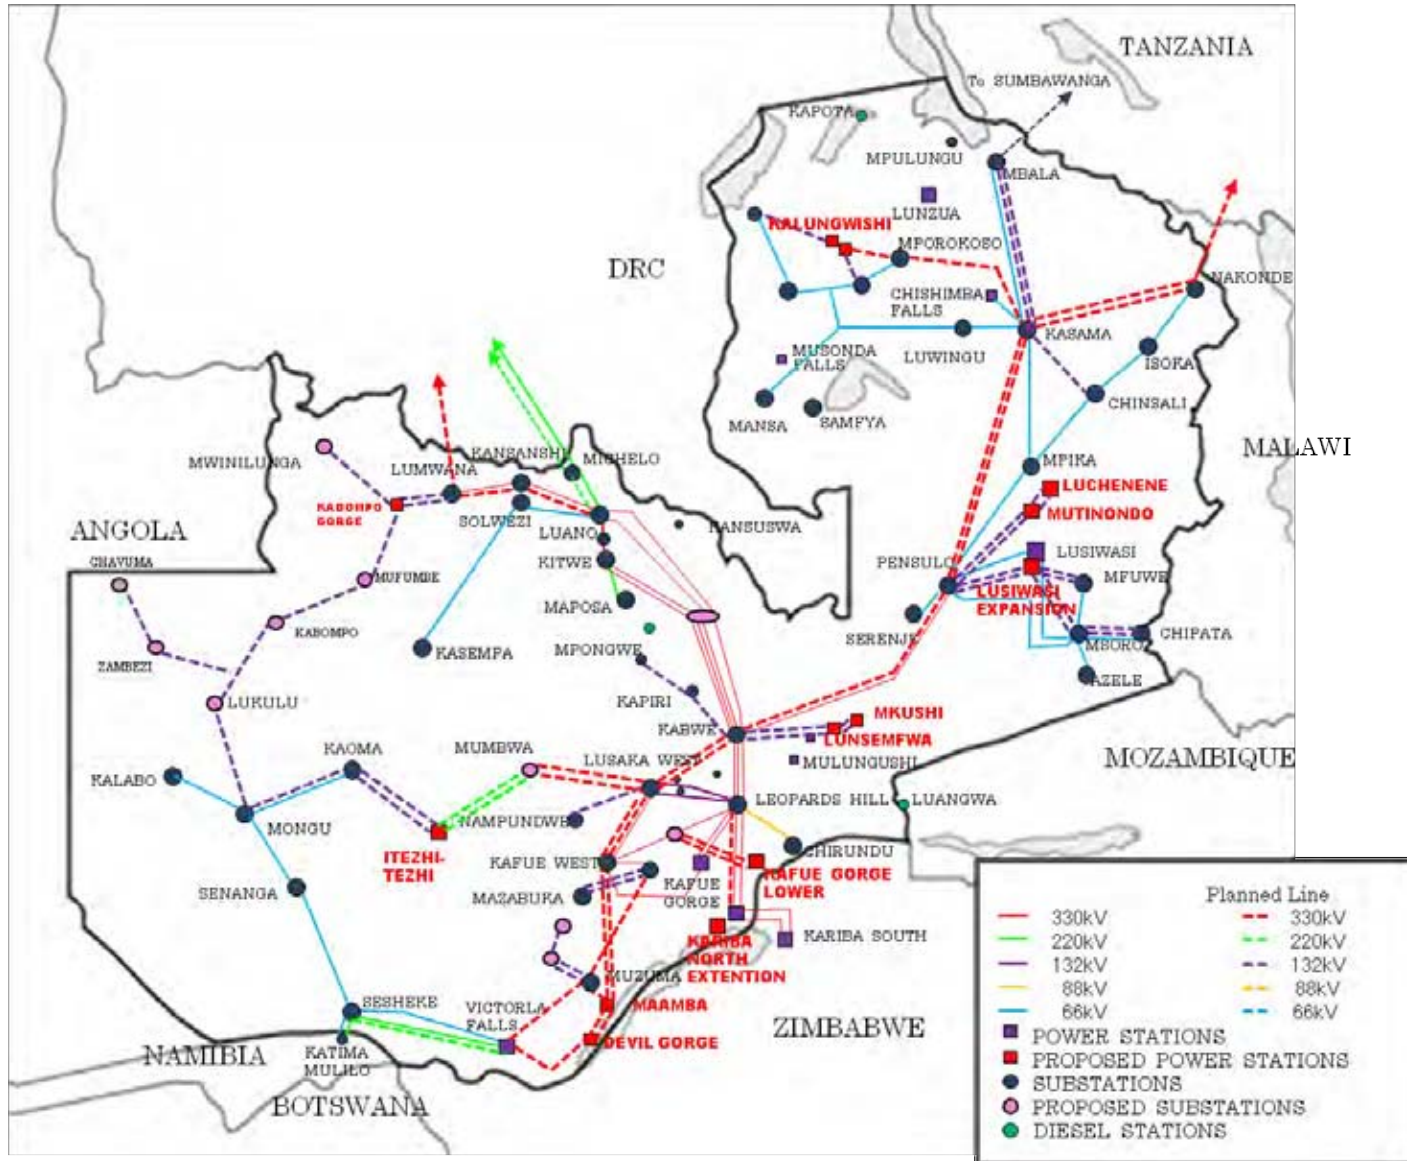 TANZANIA
To SUMBAWANGA
KAPOTA
MPULUNGU
MBALA
LUNZUA
KALUNGWISHI
MPOROKOSO
DRC
NAKONDE
CHISHIMBA
FALLS
KASAMA
MUSONDA
FALLS
LUWINGU
ISOKA
CHINSALI
MANSA
SAMFYA
MALAWI
MWINILUNGA
KANSANSHI
MICHELO
LUMWANA
MPIKA
LUCHENENE
KABOMPO
GORGE
SOLWEZI
MUTINONDO
ANGOLA
LUANO
KANSUSWA
KITWE
CHAVUMA
MUFUMBE
PENSULO
LUSIWASI
MFUWE
LUSIWASI
EXPANSION
MAPOSA
KABOMPO
SERENJE
MSORO
CHIPATA
KASEMPA
MPONGWE
ZAMBEZI
AZELE
LUKULU
KAPIRI
MKUSHI
KABWE
LUNSEMFWA
KAOMA
MUMBWA
LUSAKA WEST
MULUNGUSHI
MOZAMBIQUE
KALABO
LEOPARDS HILL
LUANGWA
MONGU
NAMPUNDWE
ITEZHI-
TEZHI
KAFUE WEST
CHIRUNDU
KAFUE
GORGE
KAFUE GORGE
LOWER
SENANGA
MAZABUKA
KARIBA SOUTH
KARIBA
NORTH
EXTENTION
MUZUMA
SESHEKE
VICTORIA
FALLS
MAAMBA
ZIMBABWE
DEVIL GORGE
NAMIBIA
KATIMA
MULILO
BOTSWANA
Planned Line
330kV 330kV
220kV 220kV
132kV 132kV
88kV 88kV
66kV 66kV
POWER STATIONS
PROPOSED POWER STATIONS
SUBSTATIONS
PROPOSED SUBSTATIONS
DIESEL STATIONS